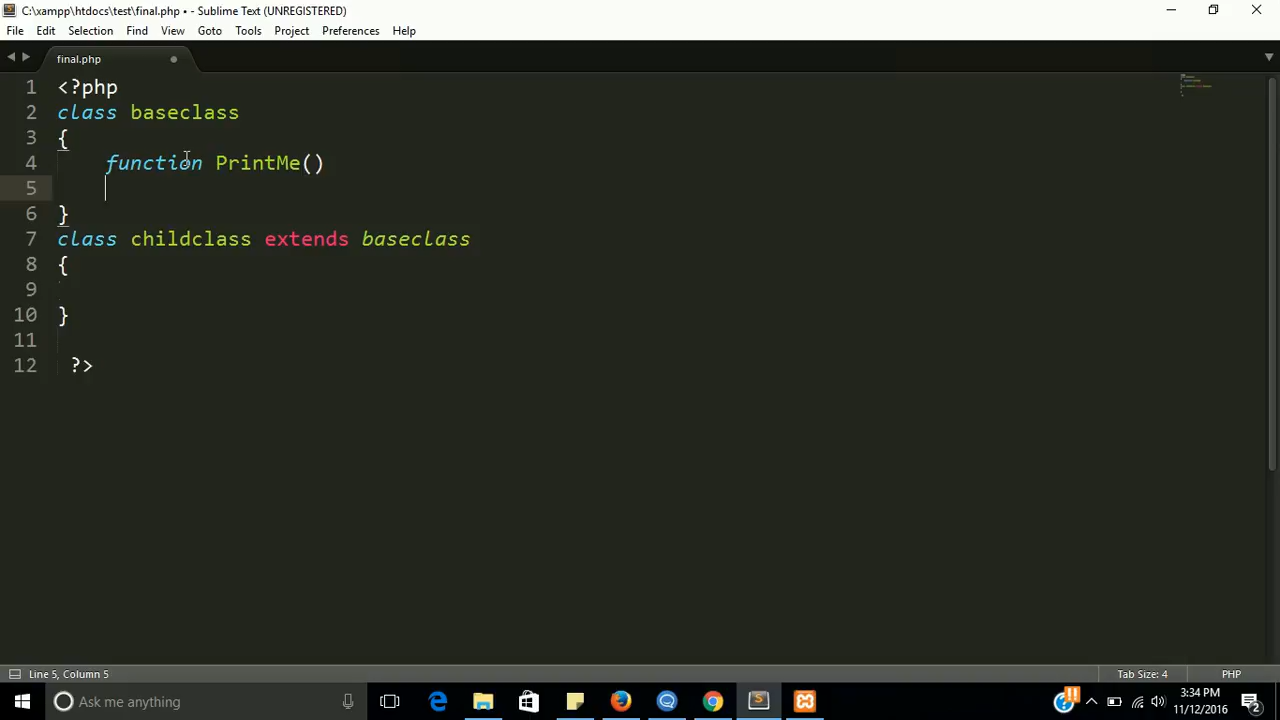 C:\xampp\htdocs\test\final.php • - Sublime Text (UNREGISTERED)
File Edit Selection Find View Goto Tools Project Preferences Help
final.php
1 <?php
2 class baseclass
3 {
4 function PrintMe()
5
6 }
7 class childclass extends baseclass
8 {
9
10 }
11
12 ?>
Line 5, Column 5 Tab Size: 4 PHP
Ask me anything
3:34 PM
11/12/2016
2